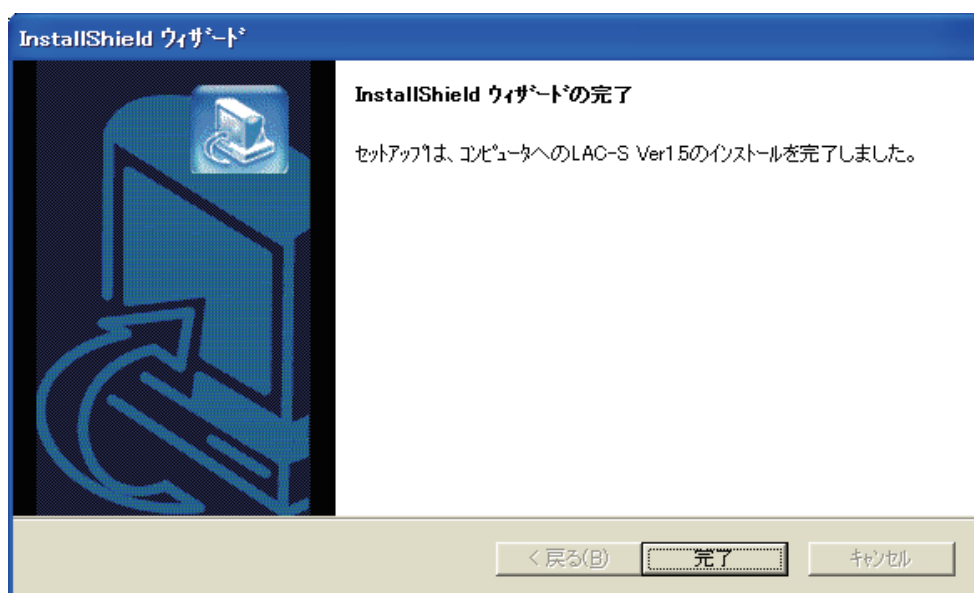 InstallShield ウィザード
InstallShield ウィザードの完了
セットアップは、コンピュータへのLAC-S Ver1.5のインストールを完了しました。
< 戻る(B)
完了
キャンセル